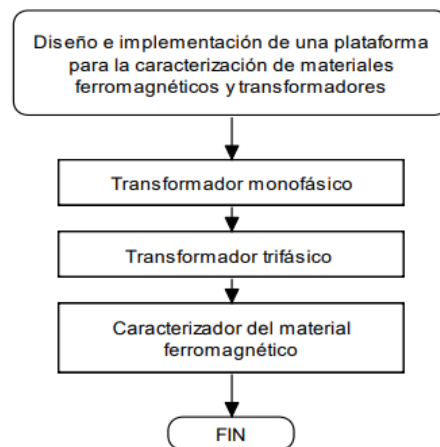 Diseño e implementación de una plataforma
para la caracterización de materiales
ferromagnéticos y transformadores
Transformador monofásico
Transformador trifásico
Caracterizador del material
ferromagnético
FIN